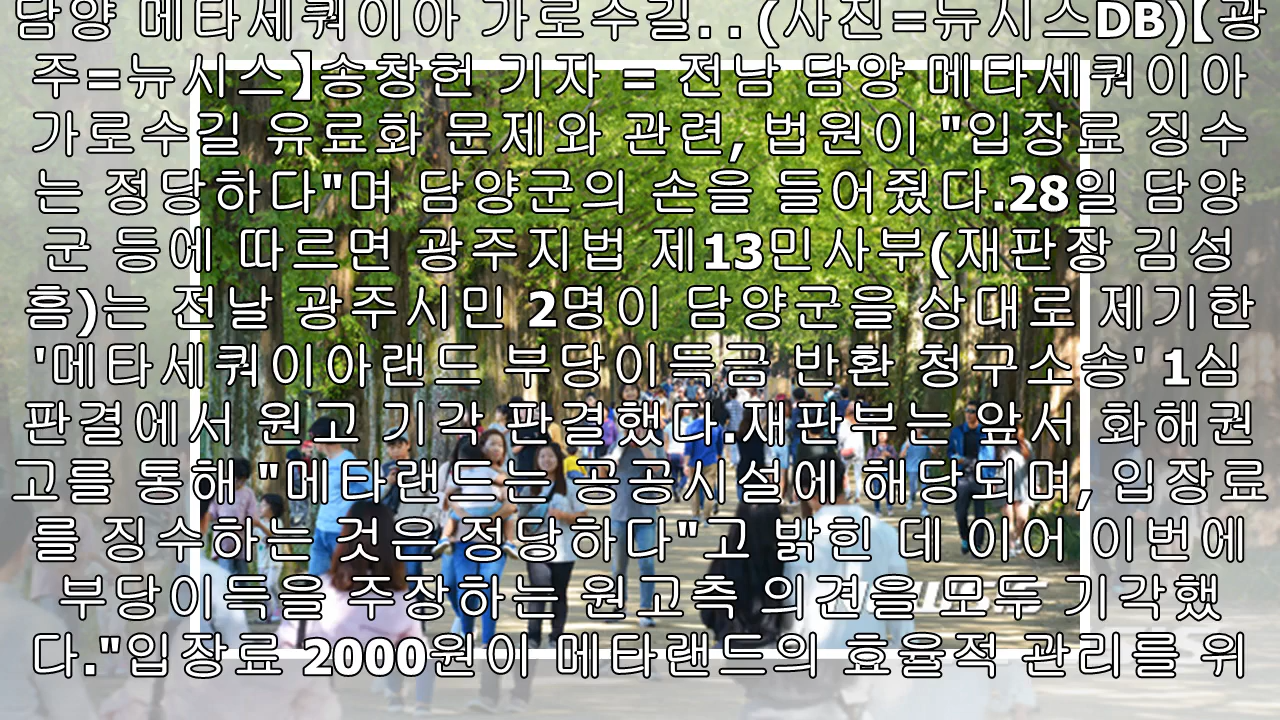 담양 메타세쿼이아 가로수길. . (사진=뉴시스DB)【광
주=뉴시스】송창헌 기자 = 전남 담양 메타세쿼이아
가로수길 유료화 문제와 관련, 법원이 "입장료 징수
는 정당하다"며 담양군의 손을 들어줬다.28일 담양
군 등에 따르면 광주지법 제13민사부(재판장 김성
흠)는 전날 광주시민 2명이 담양군을 상대로 제기한
'메타세쿼이아랜드 부당이득금 반환 청구소송' 1심
판결에서 원고 기각 판결했다.재판부는 앞서 화해권
고를 통해 "메타랜드는 공공시설에 해당되며, 입장료
를 징수하는 것은 정당하다"고 밝힌 데 이어 이번에
부당이득을 주장하는 원고측 의견을 모두 기각했
다."입장료 2000원이 메타랜드의 효율적 관리를 위